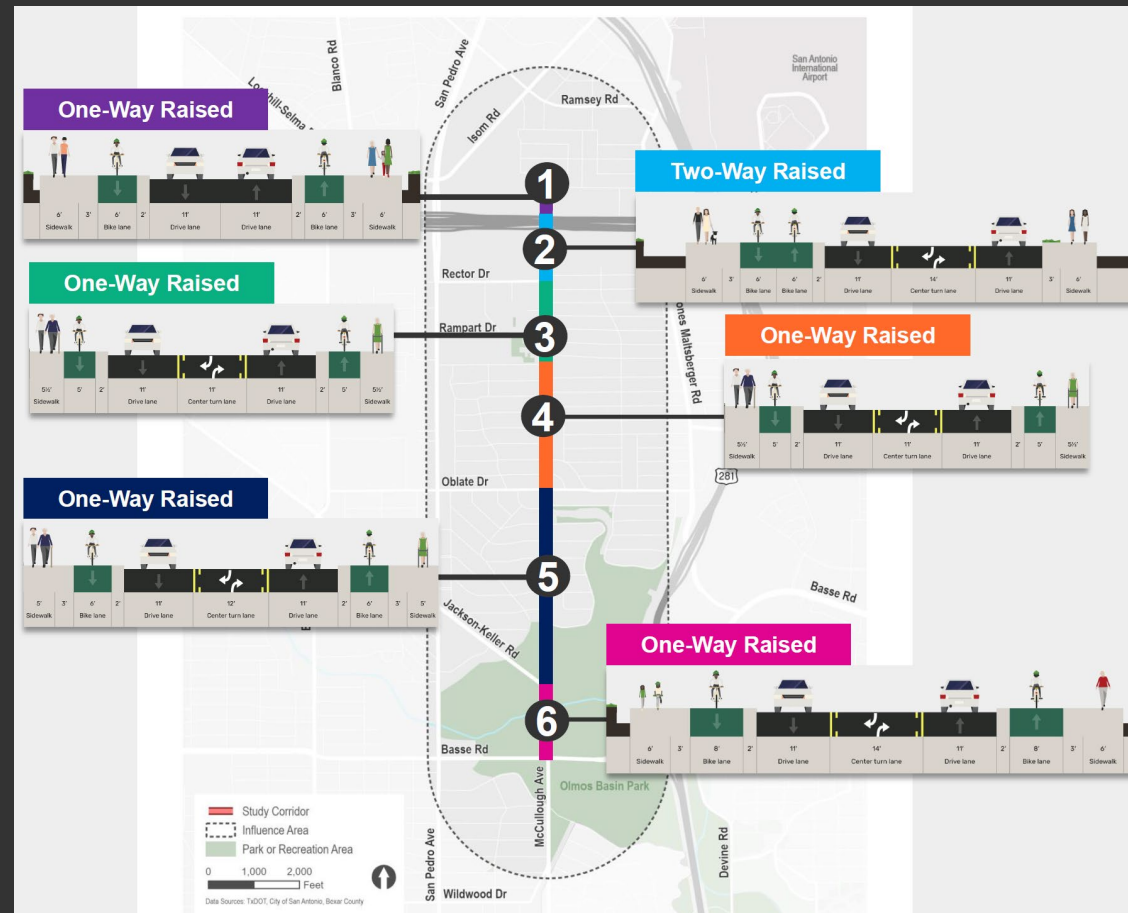 San Antonio
International
Airport
San Pedro Ave
Blanco Rd
Isom Rd
Ramsey Rd
One-Way Raised
6' 3' 6' 2' 11' 11' 2' 6' 3' 6'
Sidewalk Bike lane Drive lane Drive lane Bike lane Sidewalk
1
Two-Way Raised
6' 3' 6' 6' 2' 11' 14' 11' 3' 6'
Sidewalk Bike lane Bike lane Drive lane Center turn lane Drive lane Sidewalk
2
Rector Dr
One-Way Raised
5½' 5' 2' 11' 11' 11' 2' 5' 5½'
Sidewalk Drive lane Center turn lane Drive lane Sidewalk
Rampart Dr
3
Maltsberger Rd
One-Way Raised
5½' 5' 2' 11' 11' 11' 2' 5' 5½'
Sidewalk Drive lane Center turn lane Drive lane Sidewalk
4
Oblate Dr
281
One-Way Raised
5' 3' 6' 2' 11' 12' 11' 2' 6' 3' 5'
Sidewalk Bike lane Drive lane Center turn lane Drive lane Bike lane Sidewalk
5
Basse Rd
Jackson-Keller Rd
One-Way Raised
6' 3' 8' 2' 11' 14' 11' 2' 8' 3' 6'
Sidewalk Bike lane Drive lane Center turn lane Drive lane Bike lane Sidewalk
6
Basse Rd
Olmos Basin Park
McCullough Ave
San Pedro Ave
Devine Rd
Wildwood Dr
Study Corridor
Influence Area
Park or Recreation Area
0 1,000 2,000
Feet
Data Sources: TxDOT, City of San Antonio, Bexar County